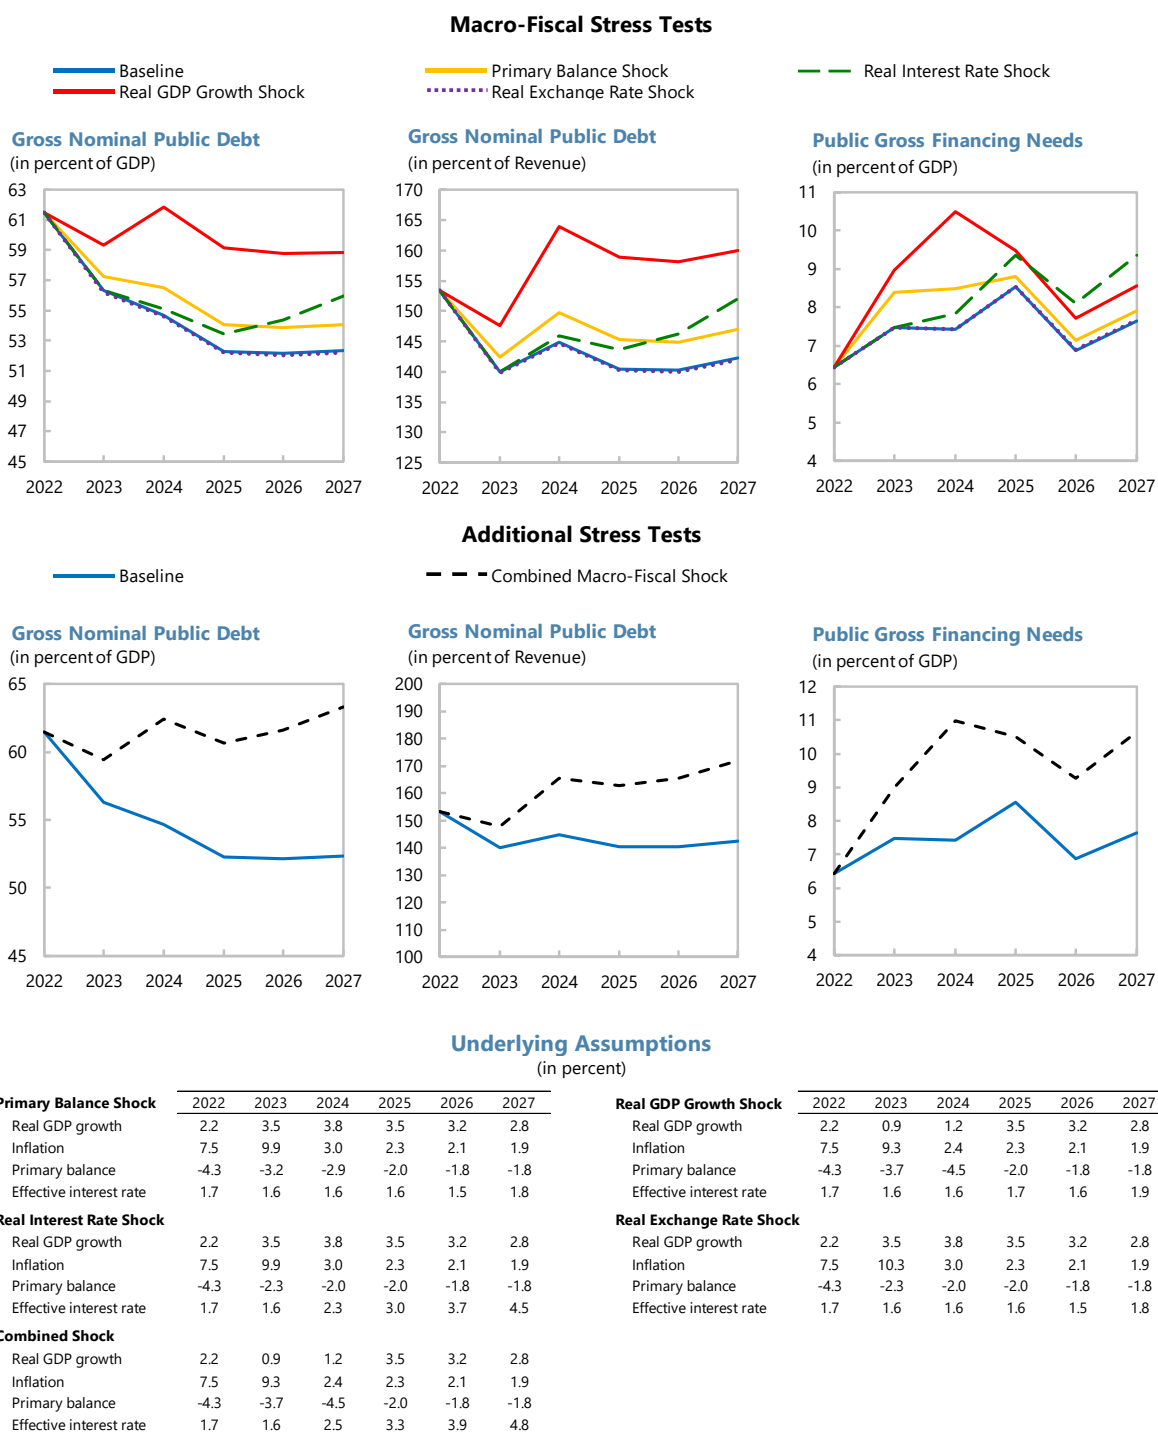 Macro-Fiscal Stress Tests
Baseline Primary Balance Shock Real Interest Rate Shock
Real GDP Growth Shock Real Exchange Rate Shock
Gross Nominal Public Debt
(in percent of GDP)
63
61
59
57
55
53
51
49
47
45
2022 2023 2024 2025 2026 2027
Gross Nominal Public Debt
(in percent of Revenue)
170
165
160
155
150
145
140
135
130
125
2022 2023 2024 2025 2026 2027
Public Gross Financing Needs
(in percent of GDP)
11
10
9
8
7
6
5
4
2022 2023 2024 2025 2026 2027
Additional Stress Tests
Baseline Combined Macro-Fiscal Shock
Gross Nominal Public Debt
(in percent of GDP)
65
60
55
50
45
2022 2023 2024 2025 2026 2027
Gross Nominal Public Debt
(in percent of Revenue)
200
190
180
170
160
150
140
130
120
110
100
2022 2023 2024 2025 2026 2027
Public Gross Financing Needs
(in percent of GDP)
12
11
10
9
8
7
6
5
4
2022 2023 2024 2025 2026 2027
Underlying Assumptions
(in percent)
Primary Balance Shock 2022 2023 2024 2025 2026 2027
Real GDP growth 2.2 3.5 3.8 3.5 3.2 2.8
Inflation 7.5 9.9 3.0 2.3 2.1 1.9
Primary balance -4.3 -3.2 -2.9 -2.0 -1.8 -1.8
Effective interest rate 1.7 1.6 1.6 1.6 1.5 1.8
Real Interest Rate Shock
Real GDP growth 2.2 3.5 3.8 3.5 3.2 2.8
Inflation 7.5 9.9 3.0 2.3 2.1 1.9
Primary balance -4.3 -2.3 -2.0 -2.0 -1.8 -1.8
Effective interest rate 1.7 1.6 2.3 3.0 3.7 4.5
Combined Shock
Real GDP growth 2.2 0.9 1.2 3.5 3.2 2.8
Inflation 7.5 9.3 2.4 2.3 2.1 1.9
Primary balance -4.3 -3.7 -4.5 -2.0 -1.8 -1.8
Effective interest rate 1.7 1.6 2.5 3.3 3.9 4.8
Real GDP Growth Shock 2022 2023 2024 2025 2026 2027
Real GDP growth 2.2 0.9 1.2 3.5 3.2 2.8
Inflation 7.5 9.3 2.4 2.3 2.1 1.9
Primary balance -4.3 -3.7 -4.5 -2.0 -1.8 -1.8
Effective interest rate 1.7 1.6 1.6 1.7 1.6 1.9
Real Exchange Rate Shock
Real GDP growth 2.2 3.5 3.8 3.5 3.2 2.8
Inflation 7.5 10.3 3.0 2.3 2.1 1.9
Primary balance -4.3 -2.3 -2.0 -2.0 -1.8 -1.8
Effective interest rate 1.7 1.6 1.6 1.6 1.5 1.8